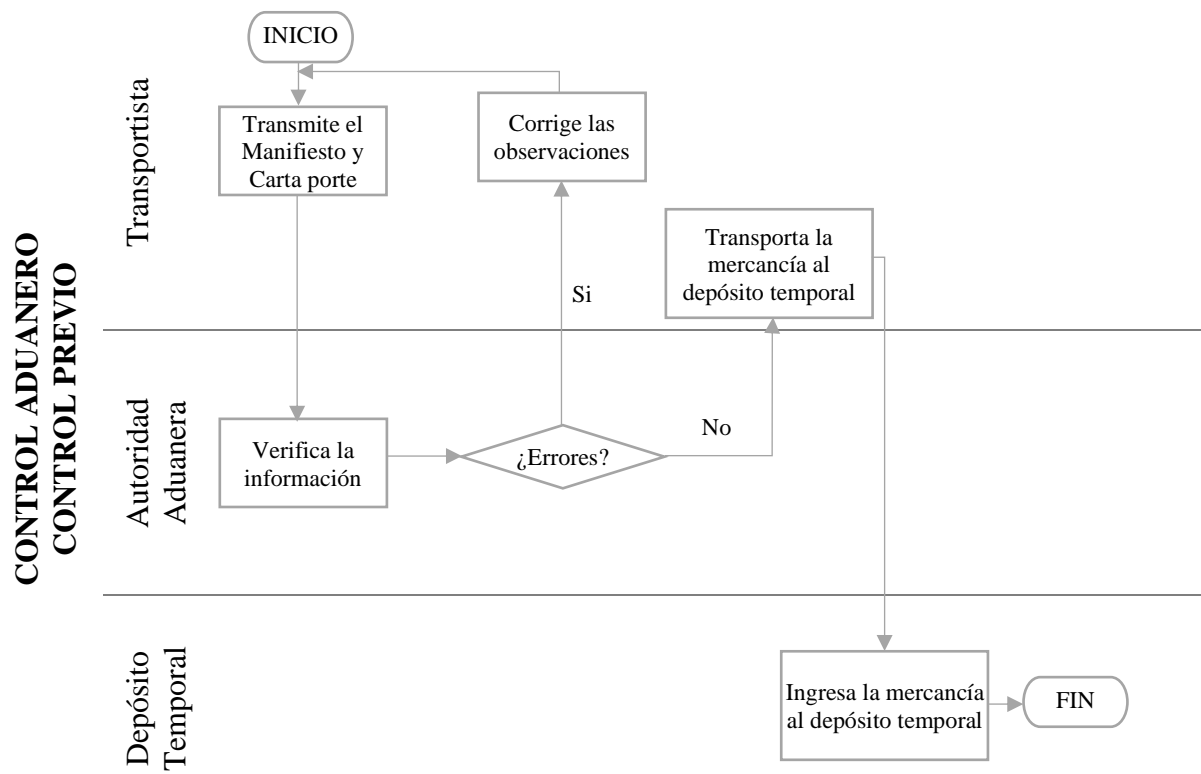 CONTROL ADUANERO
CONTROL PREVIO
Transportista
INICIO
Transmite el
Manifiesto y
Carta porte
Corrige las
observaciones
Transporta la
mercancía al
depósito temporal
Si
Autoridad
Aduanera
Verifica la
información
¿Errores?
No
Depósito
Temporal
Ingresa la mercancía
al depósito temporal
FIN